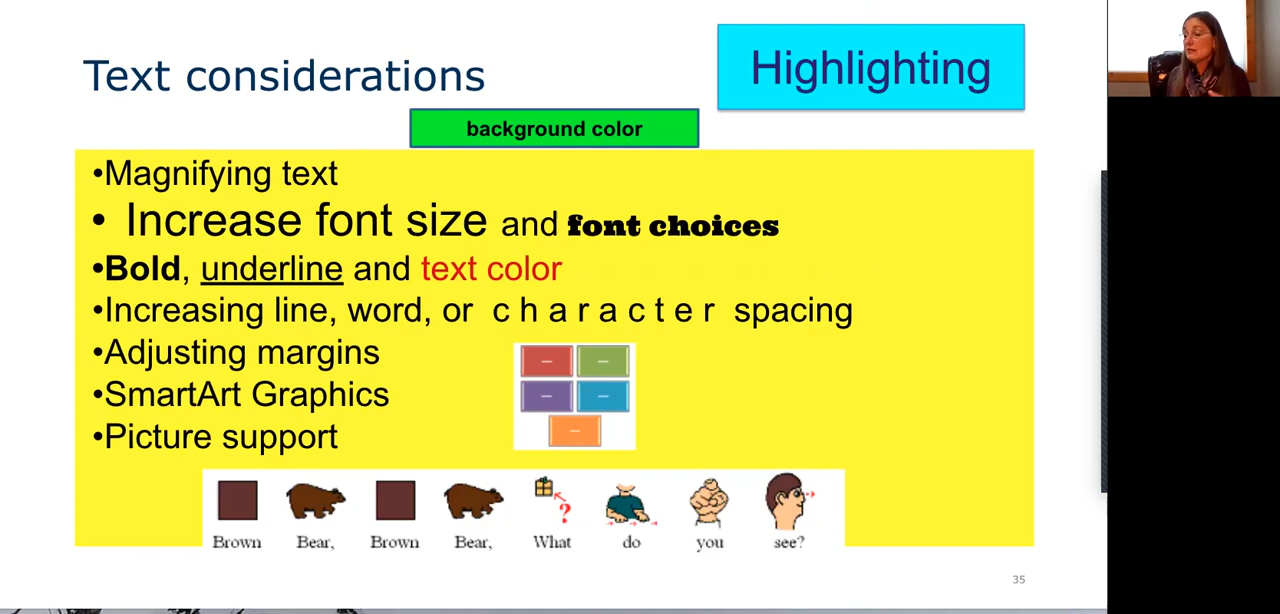 Text considerations
Highlighting
background color
•Magnifying text
• Increase font size and font choices
•Bold, underline and text color
•Increasing line, word, or c h a r a c t e r spacing
•Adjusting margins
•SmartArt Graphics
•Picture support
?
Brown Bear, Brown Bear, What do you see?
35